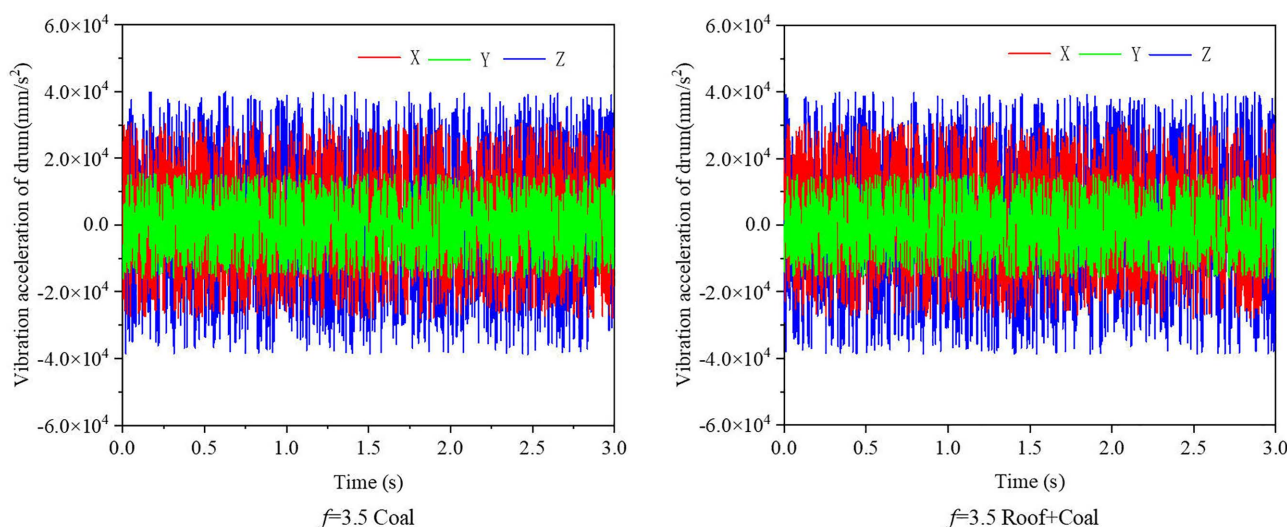 Vibration acceleration of drum(mm/s²)
6.0×10⁴
4.0×10⁴
2.0×10⁴
0.0
-2.0×10⁴
-4.0×10⁴
-6.0×10⁴
X Y Z
0.0 0.5 1.0 1.5 2.0 2.5 3.0
Time (s)
f=3.5 Coal
Vibration acceleration of drum(mm/s²)
6.0×10⁴
4.0×10⁴
2.0×10⁴
0.0
-2.0×10⁴
-4.0×10⁴
-6.0×10⁴
X Y Z
0.0 0.5 1.0 1.5 2.0 2.5 3.0
Time (s)
f=3.5 Roof+Coal